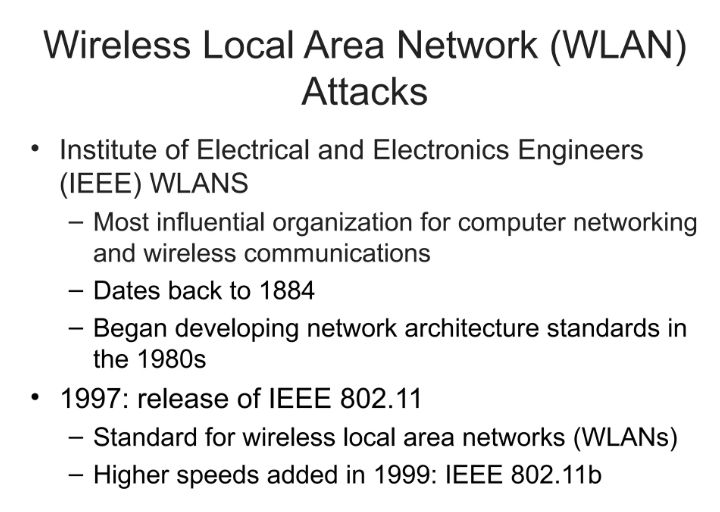 Wireless Local Area Network (WLAN)
Attacks
• Institute of Electrical and Electronics Engineers
(IEEE) WLANS
– Most influential organization for computer networking
and wireless communications
– Dates back to 1884
– Began developing network architecture standards in
the 1980s
• 1997: release of IEEE 802.11
– Standard for wireless local area networks (WLANs)
– Higher speeds added in 1999: IEEE 802.11b